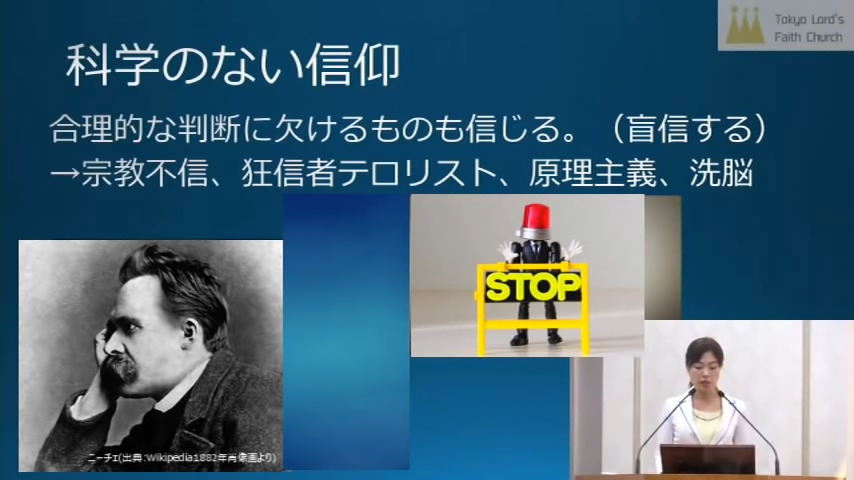 Tokyo Lord's
Faith Church
科学のない信仰
合理的な判断に欠けるものも信じる。（盲信する）
→宗教不信、狂信者テロリスト、原理主義、洗脳
STOP
ニーチェ(出典：Wikipedia1882年肖像画より)